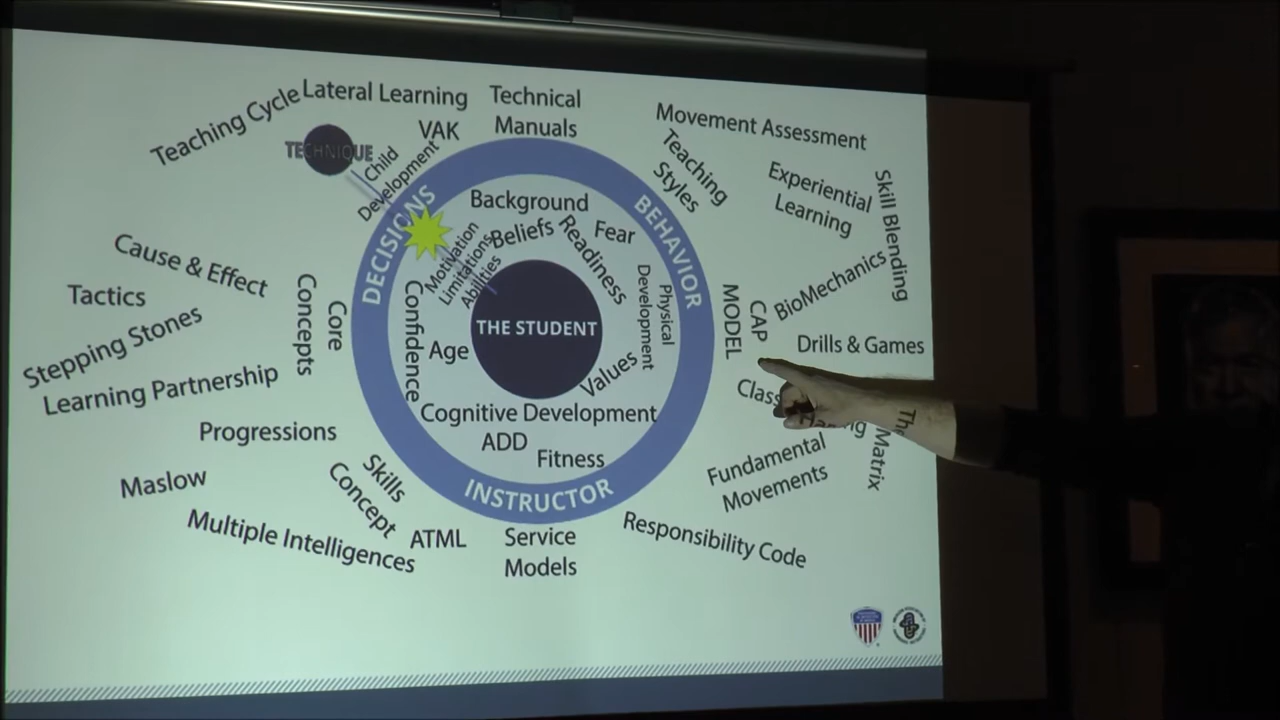 Teaching Cycle
Lateral Learning
Technical
Manuals
Movement Assessment
VAK
TECHNIQUE
Child
Development
Teaching
Styles
Experiential
Learning
Skill Blending
DECISIONS
BEHAVIOR
INSTRUCTOR
Background
Beliefs
Readiness
Fear
Motivation
Limitations
Abilities
Physical
Development
Confidence
Age
THE STUDENT
Values
Cognitive Development
ADD
Fitness
Cause & Effect
Tactics
Stepping Stones
Learning Partnership
Core
Concepts
CAP
MODEL
BioMechanics
Drills & Games
Class
The
Matrix
Progressions
Maslow
Skills
Concept
Multiple Intelligences
ATML
Service
Models
Fundamental
Movements
Responsibility Code